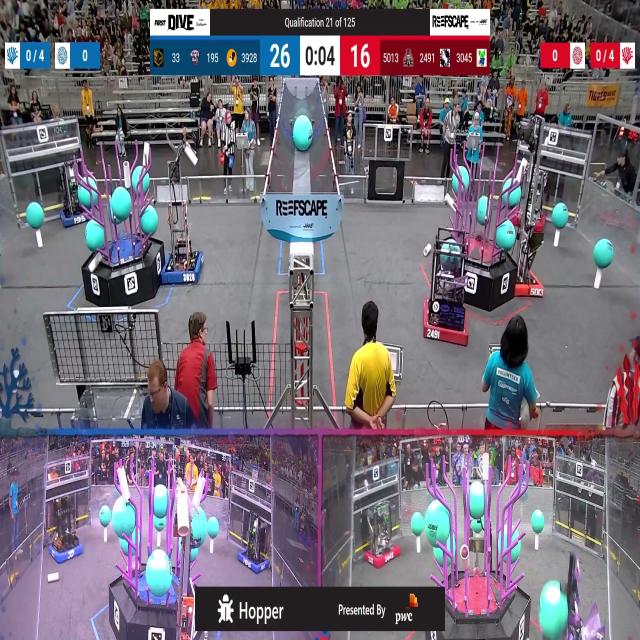 FIRST DIVE
Qualification 21 of 125
REEFSCAPE
0 / 4
0
33
195
3928
26
0:04
16
5013
2491
3045
0
0 / 4
REEFSCAPE
3928
2491
5013
VOLUNTEER
Hopper
Presented By
pwc